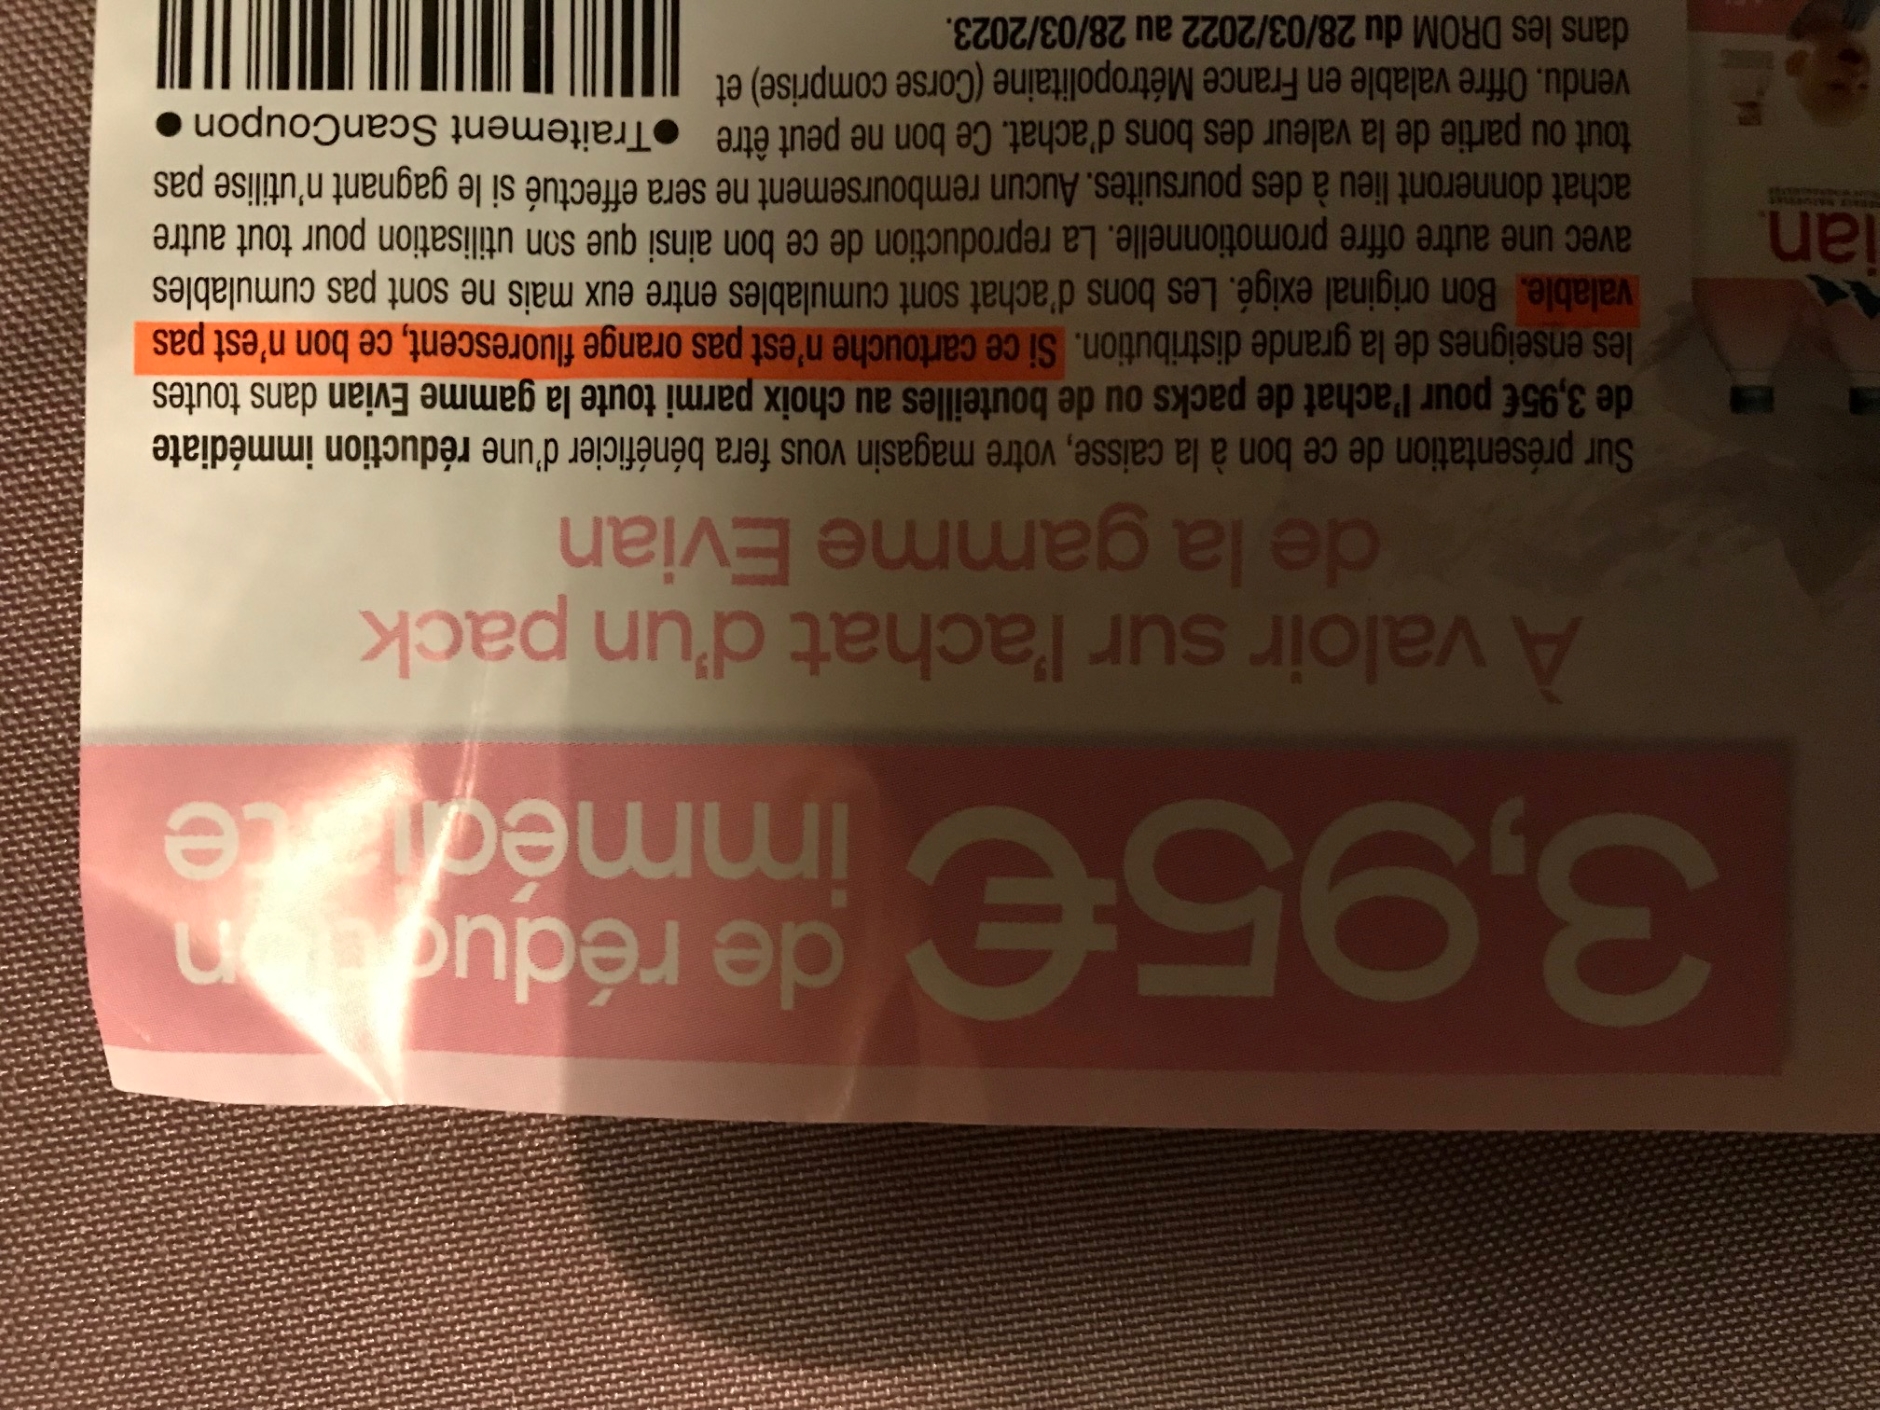 3,95€ de réduction
immédiate
À valoir sur l'achat d'un pack
de la gamme Evian
Sur présentation de ce bon à la caisse, votre magasin vous fera bénéficier d'une réduction immédiate
de 3,95€ pour l'achat de packs ou de bouteilles au choix parmi toute la gamme Evian dans toutes
les enseignes de la grande distribution. Si ce cartouche n'est pas orange fluorescent, ce bon n'est pas
valable. Bon original exigé. Les bons d'achat sont cumulables entre eux mais ne sont pas cumulables
avec une autre offre promotionnelle. La reproduction de ce bon ainsi que son utilisation pour tout autre
achat donneront lieu à des poursuites. Aucun remboursement ne sera effectué si le gagnant n'utilise pas
tout ou partie de la valeur des bons d'achat. Ce bon ne peut être
vendu. Offre valable en France Métropolitaine (Corse comprise) et
dans les DROM du 28/03/2022 au 28/03/2023.
●Traitement ScanCoupon ●
ian